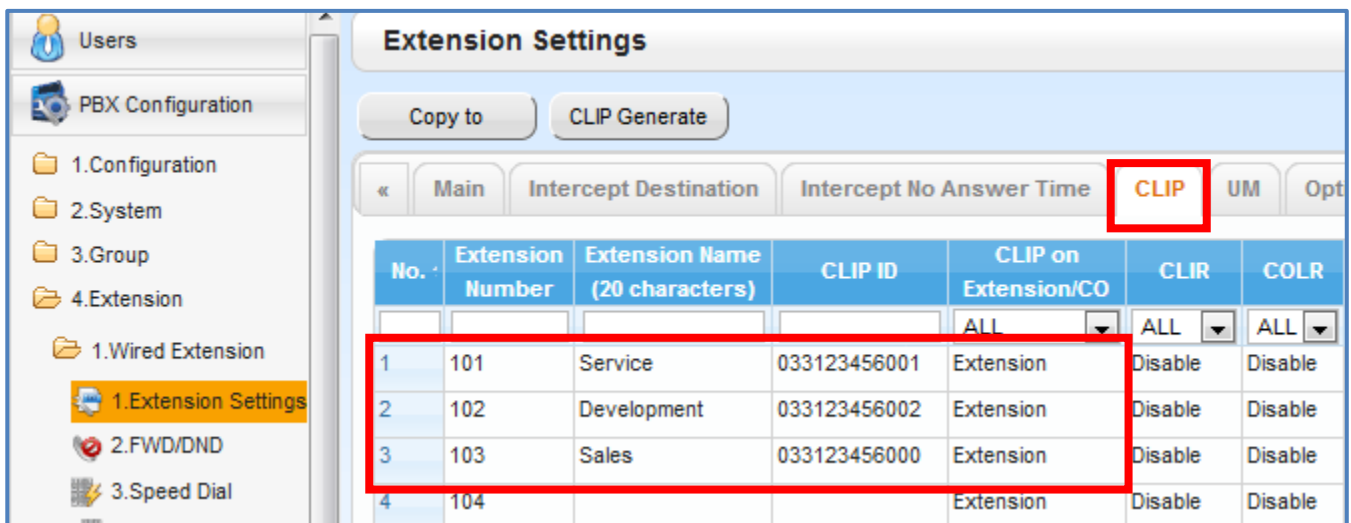 Users
PBX Configuration
1.Configuration
2.System
3.Group
4.Extension
1.Wired Extension
1.Extension Settings
2.FWD/DND
3.Speed Dial
Extension Settings
Copy to CLIP Generate
« Main Intercept Destination Intercept No Answer Time CLIP UM Opt
No. Extension Number Extension Name (20 characters) CLIP ID CLIP on Extension/CO CLIR COLR
ALL ALL ALL
1 101 Service 033123456001 Extension Disable Disable
2 102 Development 033123456002 Extension Disable Disable
3 103 Sales 033123456000 Extension Disable Disable
4 104 Extension Disable Disable